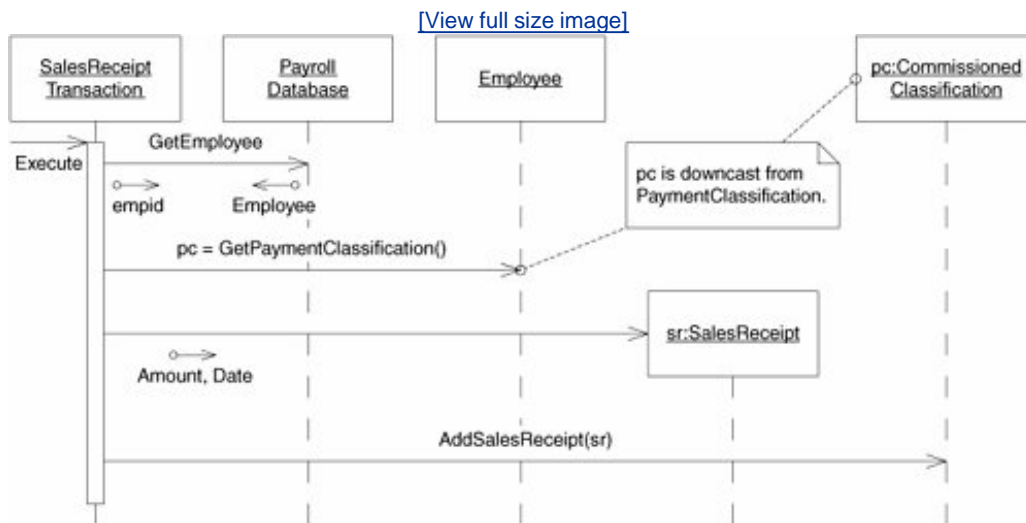 [View full size image]
SalesReceipt
Transaction
Payroll
Database
Employee
pc:Commissioned
Classification
Execute
GetEmployee
empid
Employee
pc is downcast from
PaymentClassification.
pc = GetPaymentClassification()
sr:SalesReceipt
Amount, Date
AddSalesReceipt(sr)